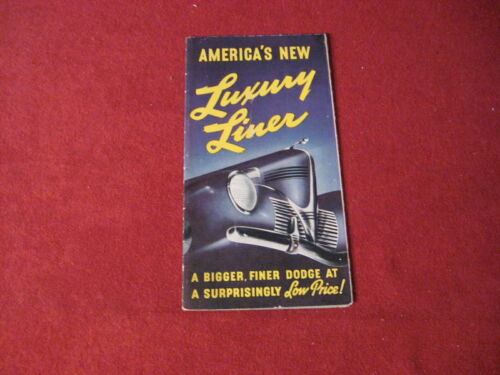 AMERICA'S NEW
Luxury
Liner
A BIGGER, FINER DODGE AT
A SURPRISINGLY Low Price!